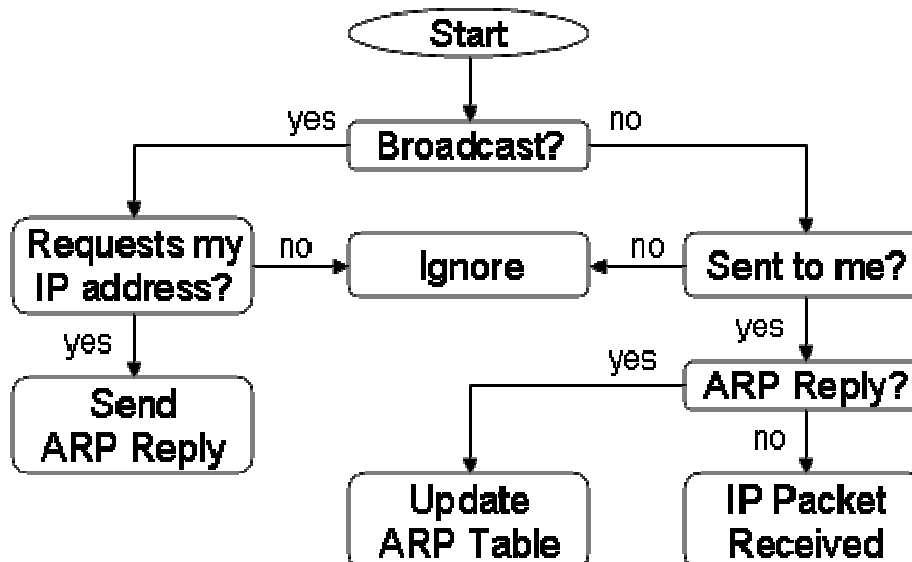 Start
yes
no
Broadcast?
Requests my
IP address?
no
Ignore
no
Sent to me?
yes
yes
yes
ARP Reply?
Send
ARP Reply
no
Update
ARP Table
IP Packet
Received